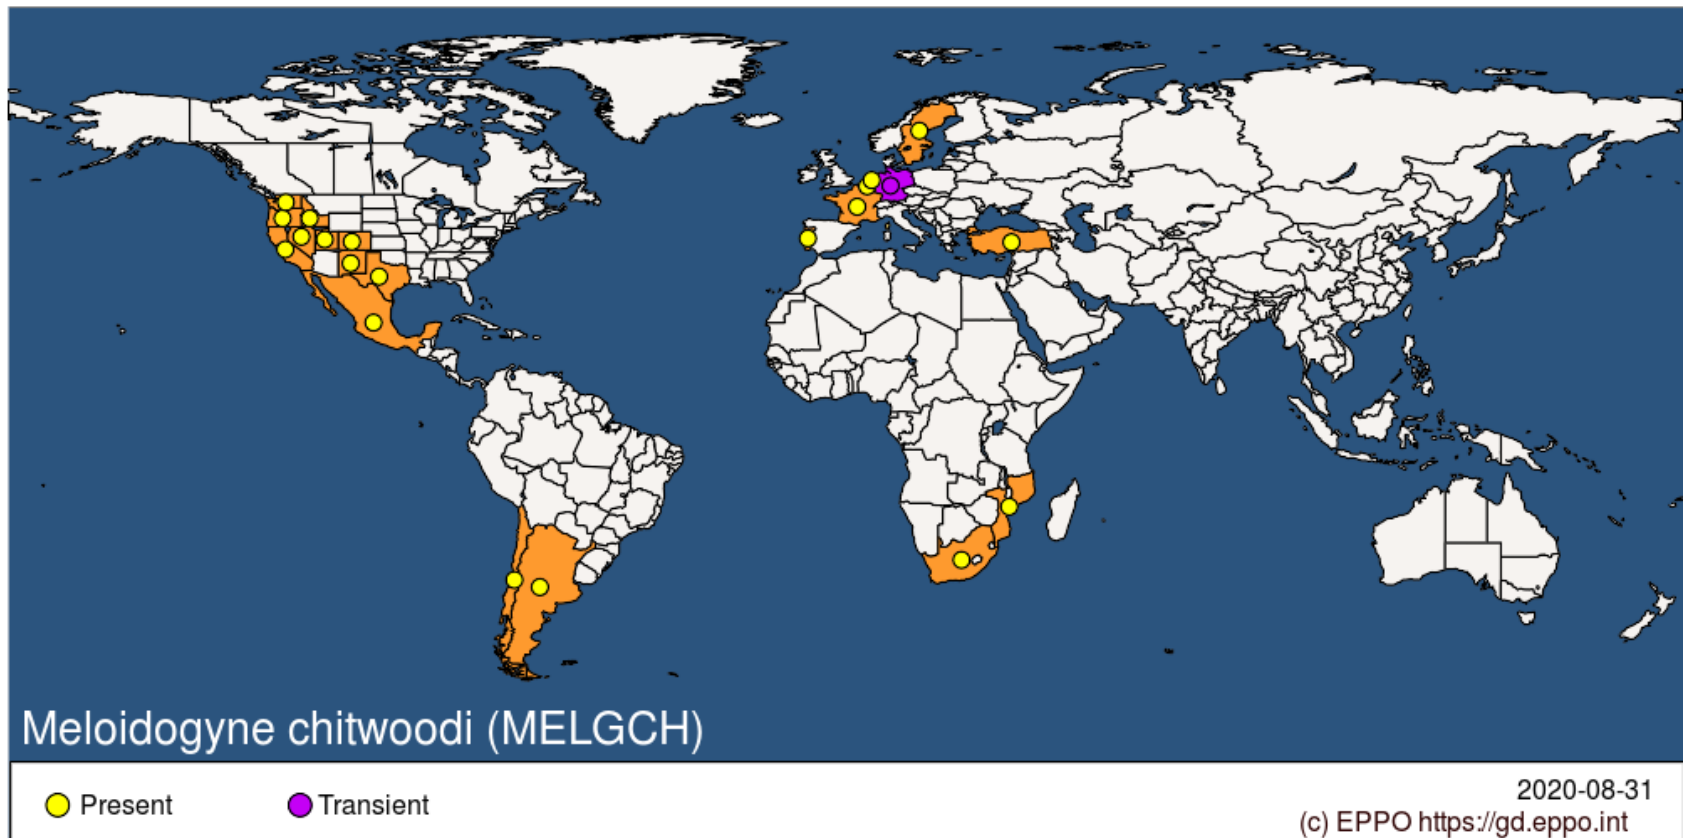 Meloidogyne chitwoodi (MELGCH)
Present
Transient
2020-08-31
(c) EPPO https://gd.eppo.int